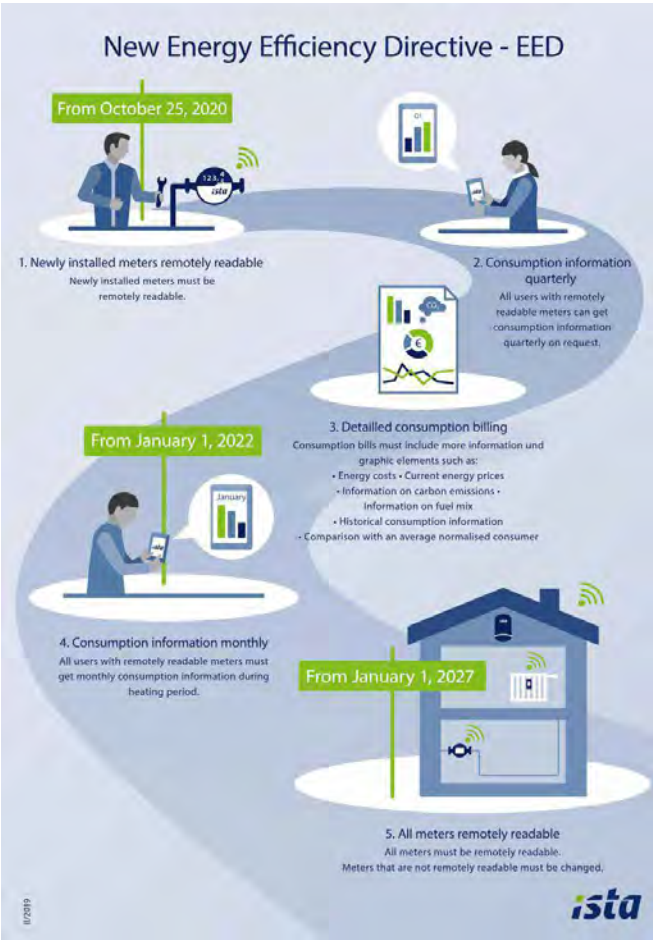 New Energy Efficiency Directive - EED
From October 25, 2020
123,4
ista
Q1
ista
1. Newly installed meters remotely readable
Newly installed meters must be
remotely readable.
2. Consumption information
quarterly
All users with remotely
readable meters can get
consumption information
quarterly on request.
CO₂
€
3. Detailled consumption billing
Consumption bills must include more information und
graphic elements such as:
• Energy costs • Current energy prices
• Information on carbon emissions •
Information on fuel mix
• Historical consumption information
• Comparison with an average normalised consumer
From January 1, 2022
January
ista
4. Consumption information monthly
All users with remotely readable meters must
get monthly consumption information during
heating period.
From January 1, 2027
5. All meters remotely readable
All meters must be remotely readable.
Meters that are not remotely readable must be changed.
ista